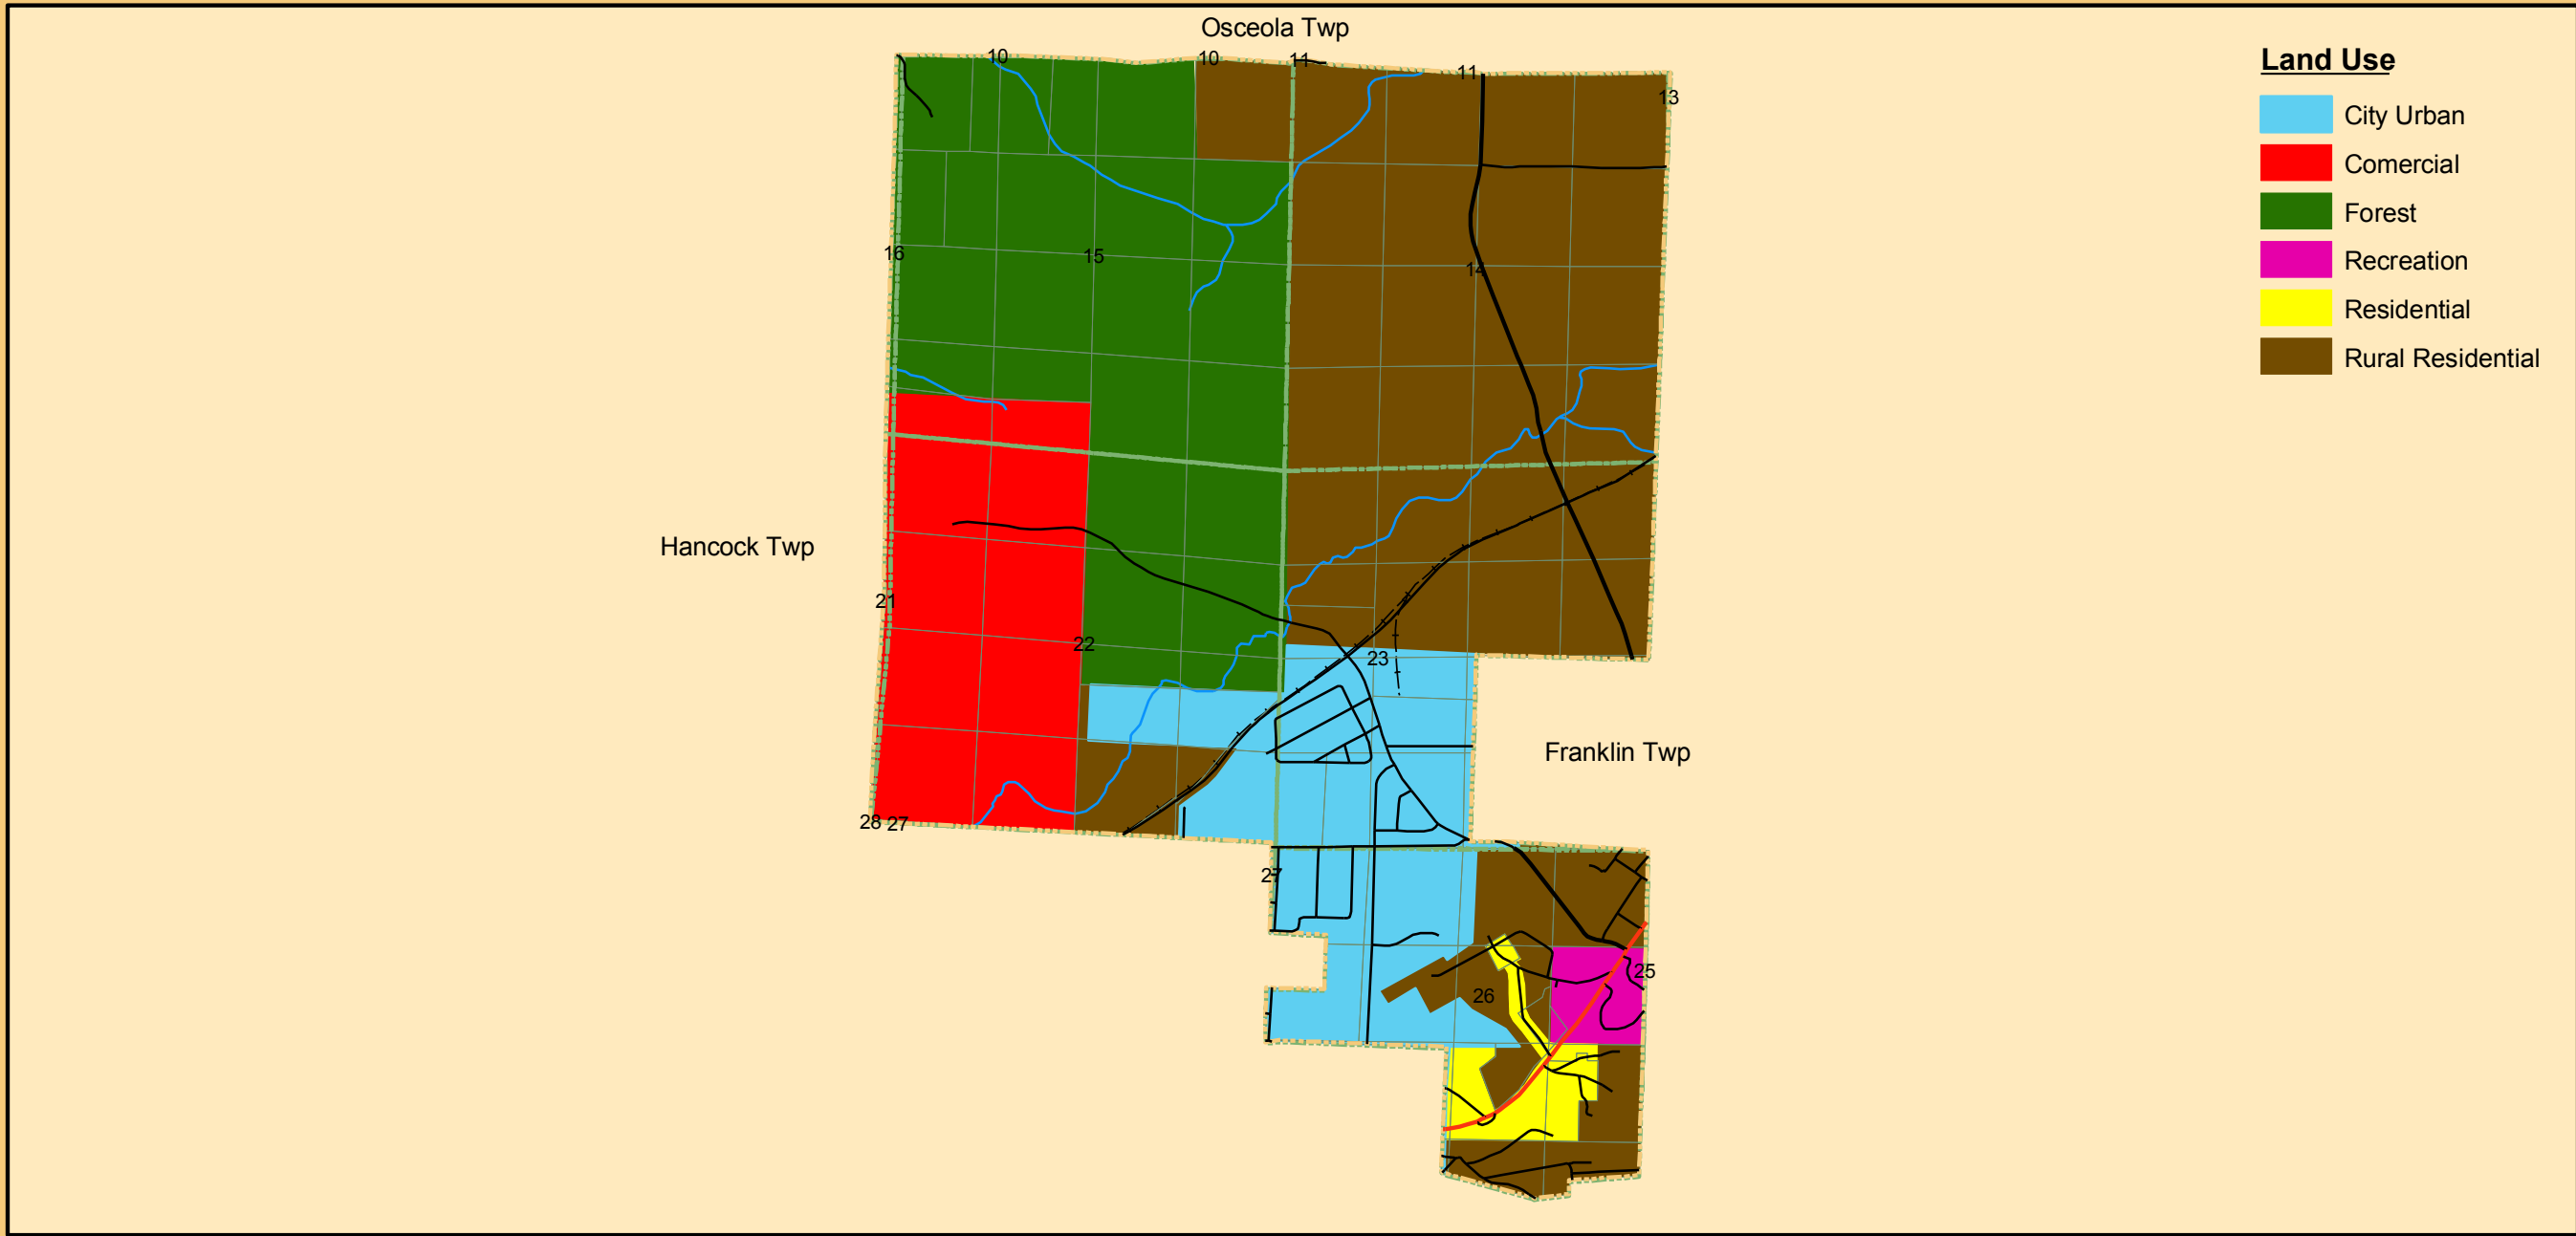 Osceola Twp
10
10
11
11
13
16
15
14
Hancock Twp
21
22
23
Franklin Twp
28
27
27
25
26
Land Use
City Urban
Comercial
Forest
Recreation
Residential
Rural Residential